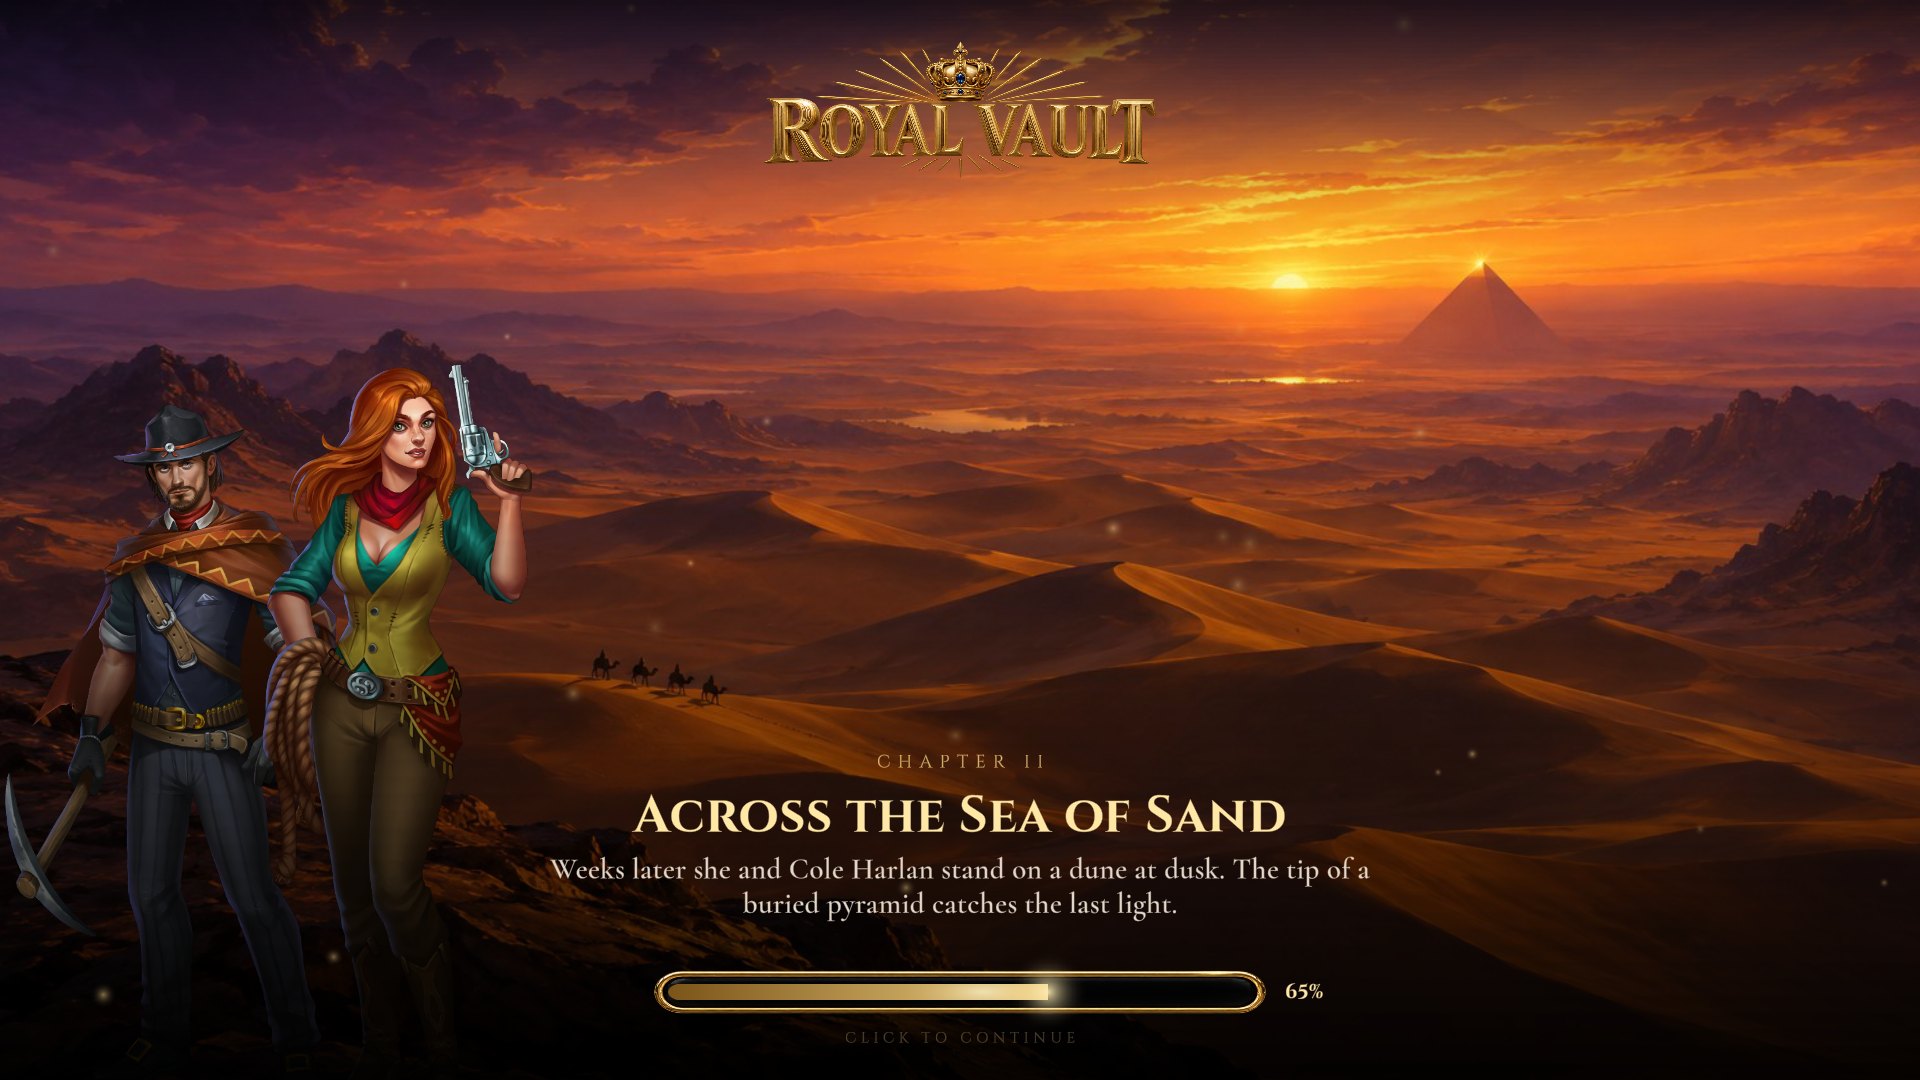 ROYAL VAULT
CHAPTER II
ACROSS THE SEA OF SAND
Weeks later she and Cole Harlan stand on a dune at dusk. The tip of a
buried pyramid catches the last light.
65%
CLICK TO CONTINUE